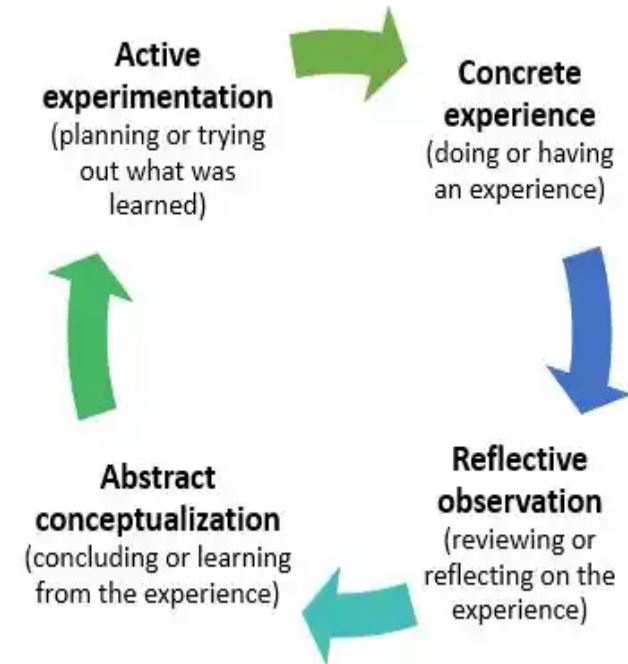 Active
experimentation
(planning or trying
out what was
learned)
Concrete
experience
(doing or having
an experience)
Reflective
observation
(reviewing or
reflecting on the
experience)
Abstract
conceptualization
(concluding or learning
from the experience)